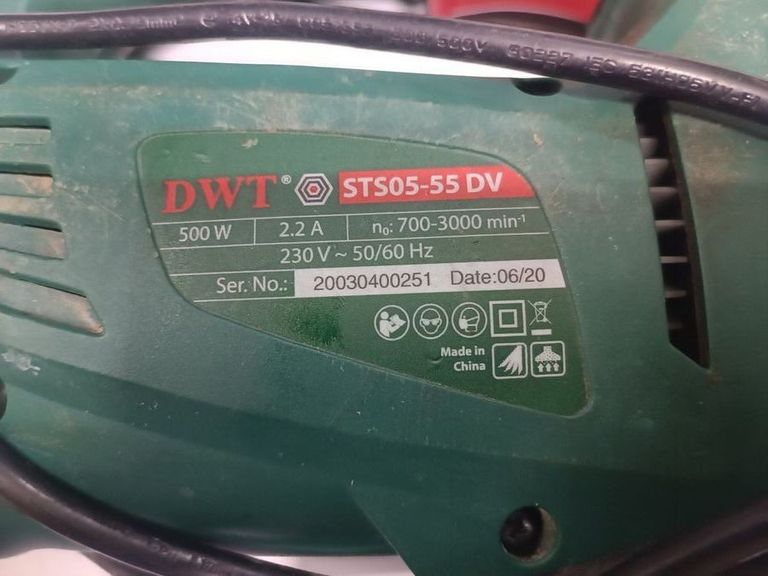 DWT® STS05-55 DV
500 W 2.2 A n₀: 700-3000 min⁻¹
230 V ~ 50/60 Hz
Ser. No.: 20030400251 Date:06/20
Made in
China